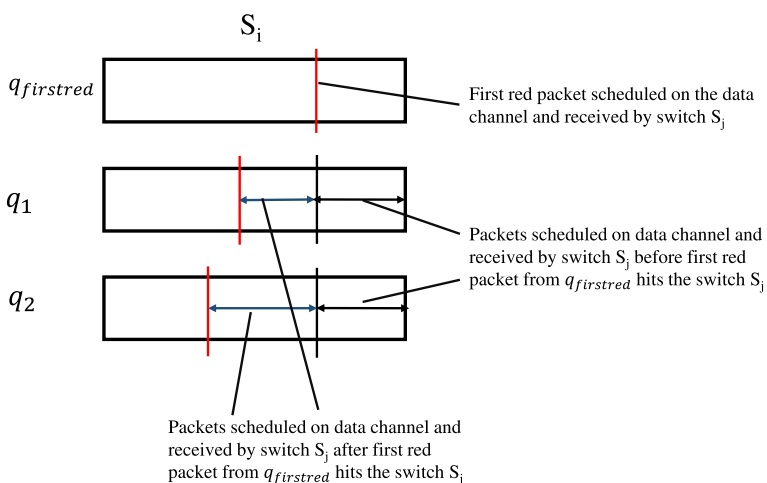 S_i
q_firstred
First red packet scheduled on the data
channel and received by switch S_j
q_1
Packets scheduled on data channel and
received by switch S_j before first red
packet from q_firstred hits the switch S_j
q_2
Packets scheduled on data channel and
received by switch S_j after first red
packet from q_firstred hits the switch S_j